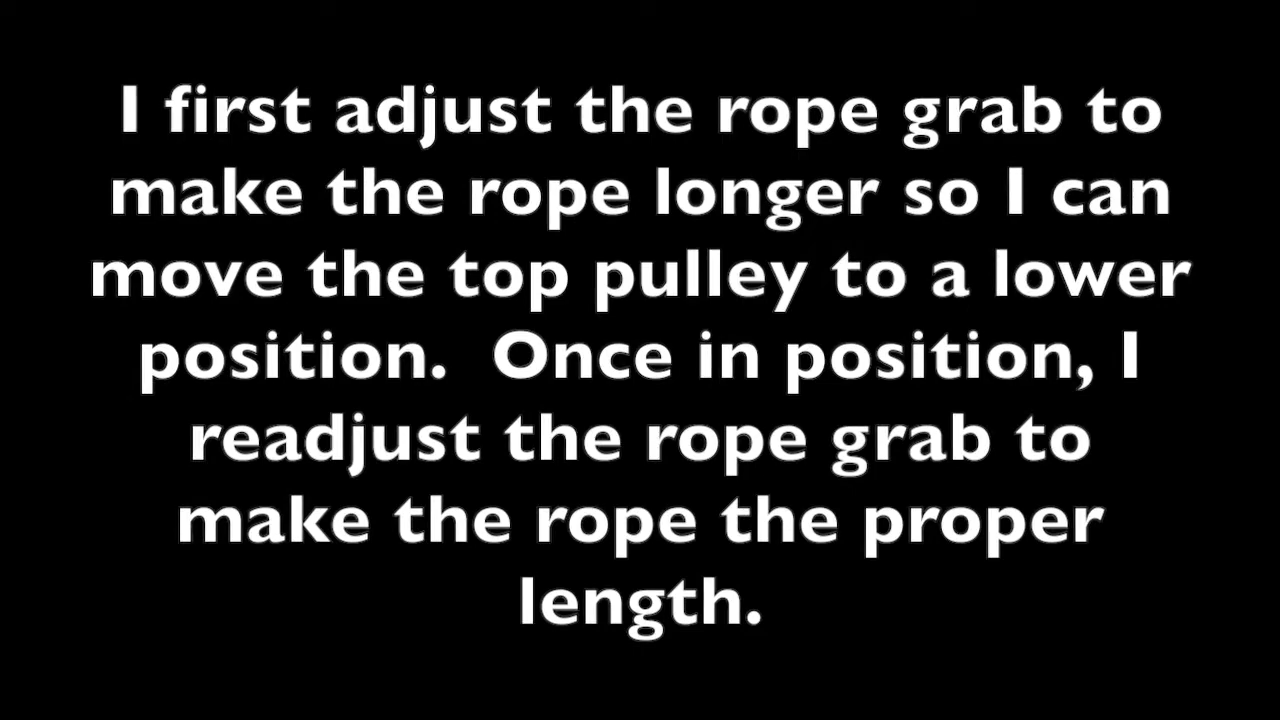 I first adjust the rope grab to
make the rope longer so I can
move the top pulley to a lower
position.  Once in position, I
readjust the rope grab to
make the rope the proper
length.